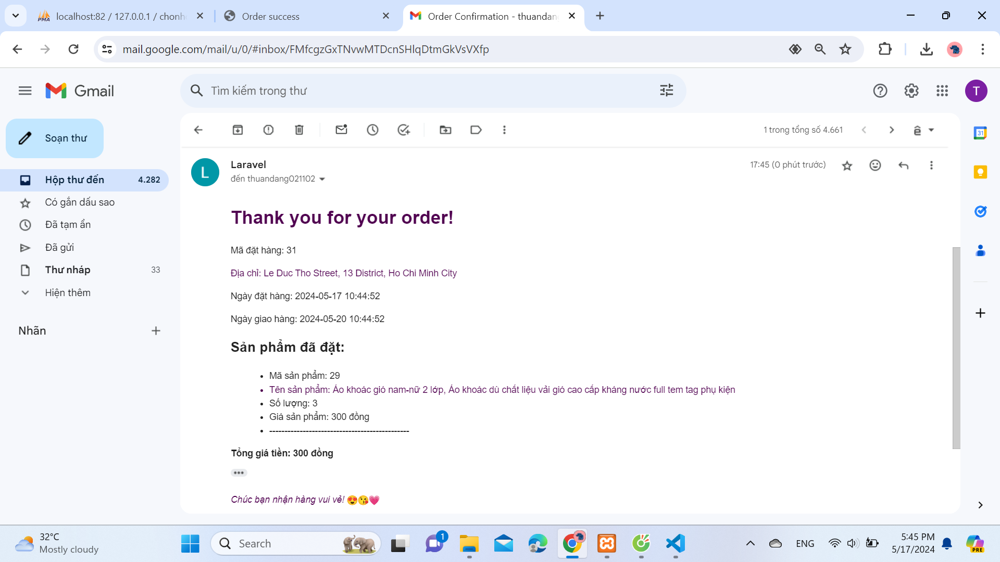 localhost:82 / 127.0.0.1 / chonh
Order success
Order Confirmation - thuandan
mail.google.com/mail/u/0/#inbox/FMfcgzGxTNvwMTDcnSHlqDtmGkVsVXfp
Gmail
Tìm kiếm trong thư
T
Soạn thư
1 trong tổng số 4.661
31
Hộp thư đến 4.282
Có gắn dấu sao
Đã tạm ẩn
Đã gửi
Thư nháp 33
Hiện thêm
Nhãn
L
Laravel
17:45 (0 phút trước)
đến thuandang021102
Thank you for your order!
Mã đặt hàng: 31
Địa chỉ: Le Duc Tho Street, 13 District, Ho Chi Minh City
Ngày đặt hàng: 2024-05-17 10:44:52
Ngày giao hàng: 2024-05-20 10:44:52
Sản phẩm đã đặt:
• Mã sản phẩm: 29
• Tên sản phẩm: Áo khoác gió nam-nữ 2 lớp, Áo khoác dù chất liệu vải gió cao cấp kháng nước full tem tag phụ kiện
• Số lượng: 3
• Giá sản phẩm: 300 đồng
• ----------------------------------------------
Tổng giá tiền: 300 đồng
Chúc bạn nhận hàng vui vẻ! 😍😘💗
32°C
Mostly cloudy
Search
1
ENG
5:45 PM
5/17/2024
PRE